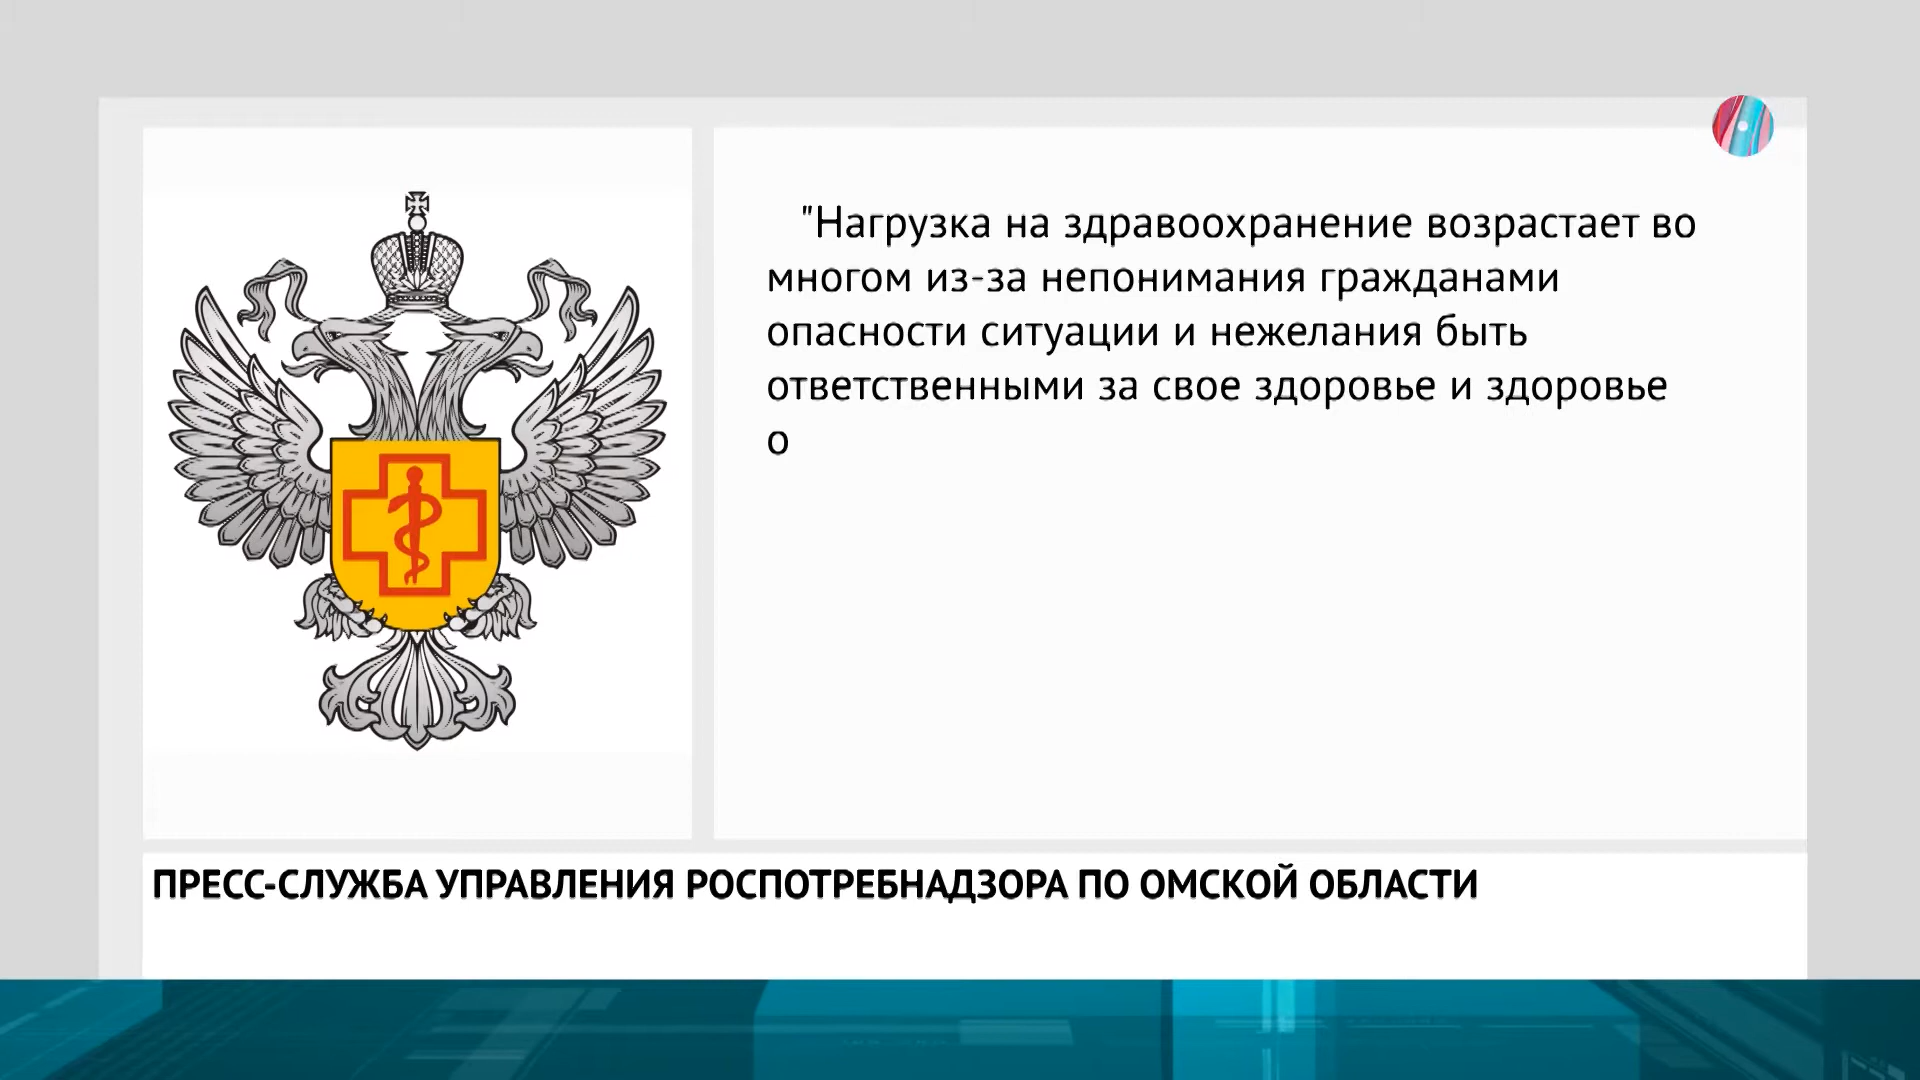 "Нагрузка на здравоохранение возрастает во
многом из-за непонимания гражданами
опасности ситуации и нежелания быть
ответственными за свое здоровье и здоровье
о
ПРЕСС-СЛУЖБА УПРАВЛЕНИЯ РОСПОТРЕБНАДЗОРА ПО ОМСКОЙ ОБЛАСТИ